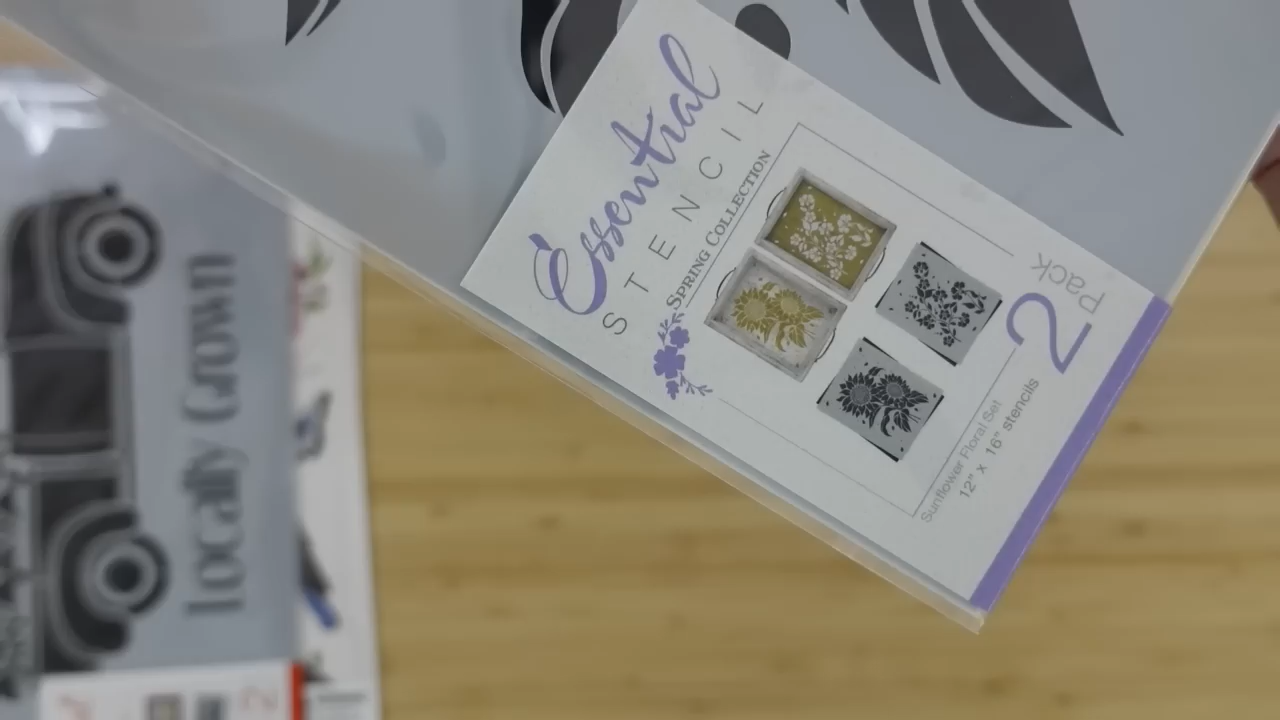 Essential
STENCIL
SPRING COLLECTION
2
Pack
Sunflower Floral Set
12" x 16" stencils
Locally Grown